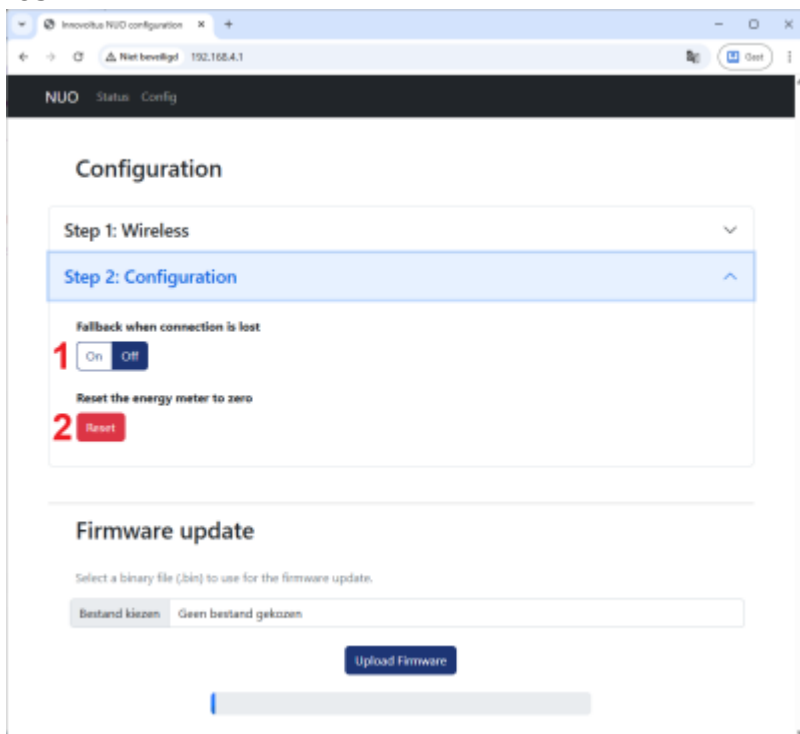 Innovoltus NUO configuration
Niet beveiligd 192.168.4.1
Gast
NUO Status Config
Configuration
Step 1: Wireless
Step 2: Configuration
Fallback when connection is lost
1 On Off
Reset the energy meter to zero
2 Reset
Firmware update
Select a binary file (.bin) to use for the firmware update.
Bestand kiezen Geen bestand gekozen
Upload Firmware